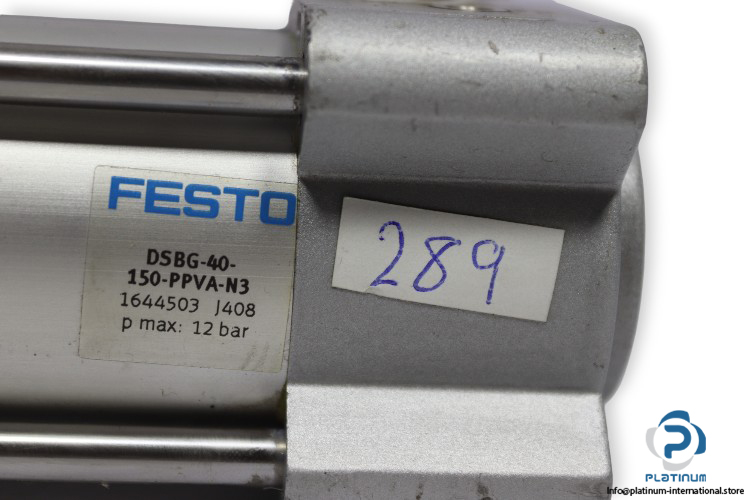 FESTO
DSBG-40-
150-PPVA-N3
1644503 J408
p max: 12 bar
289
PLATINUM
Info@platinum-international.store